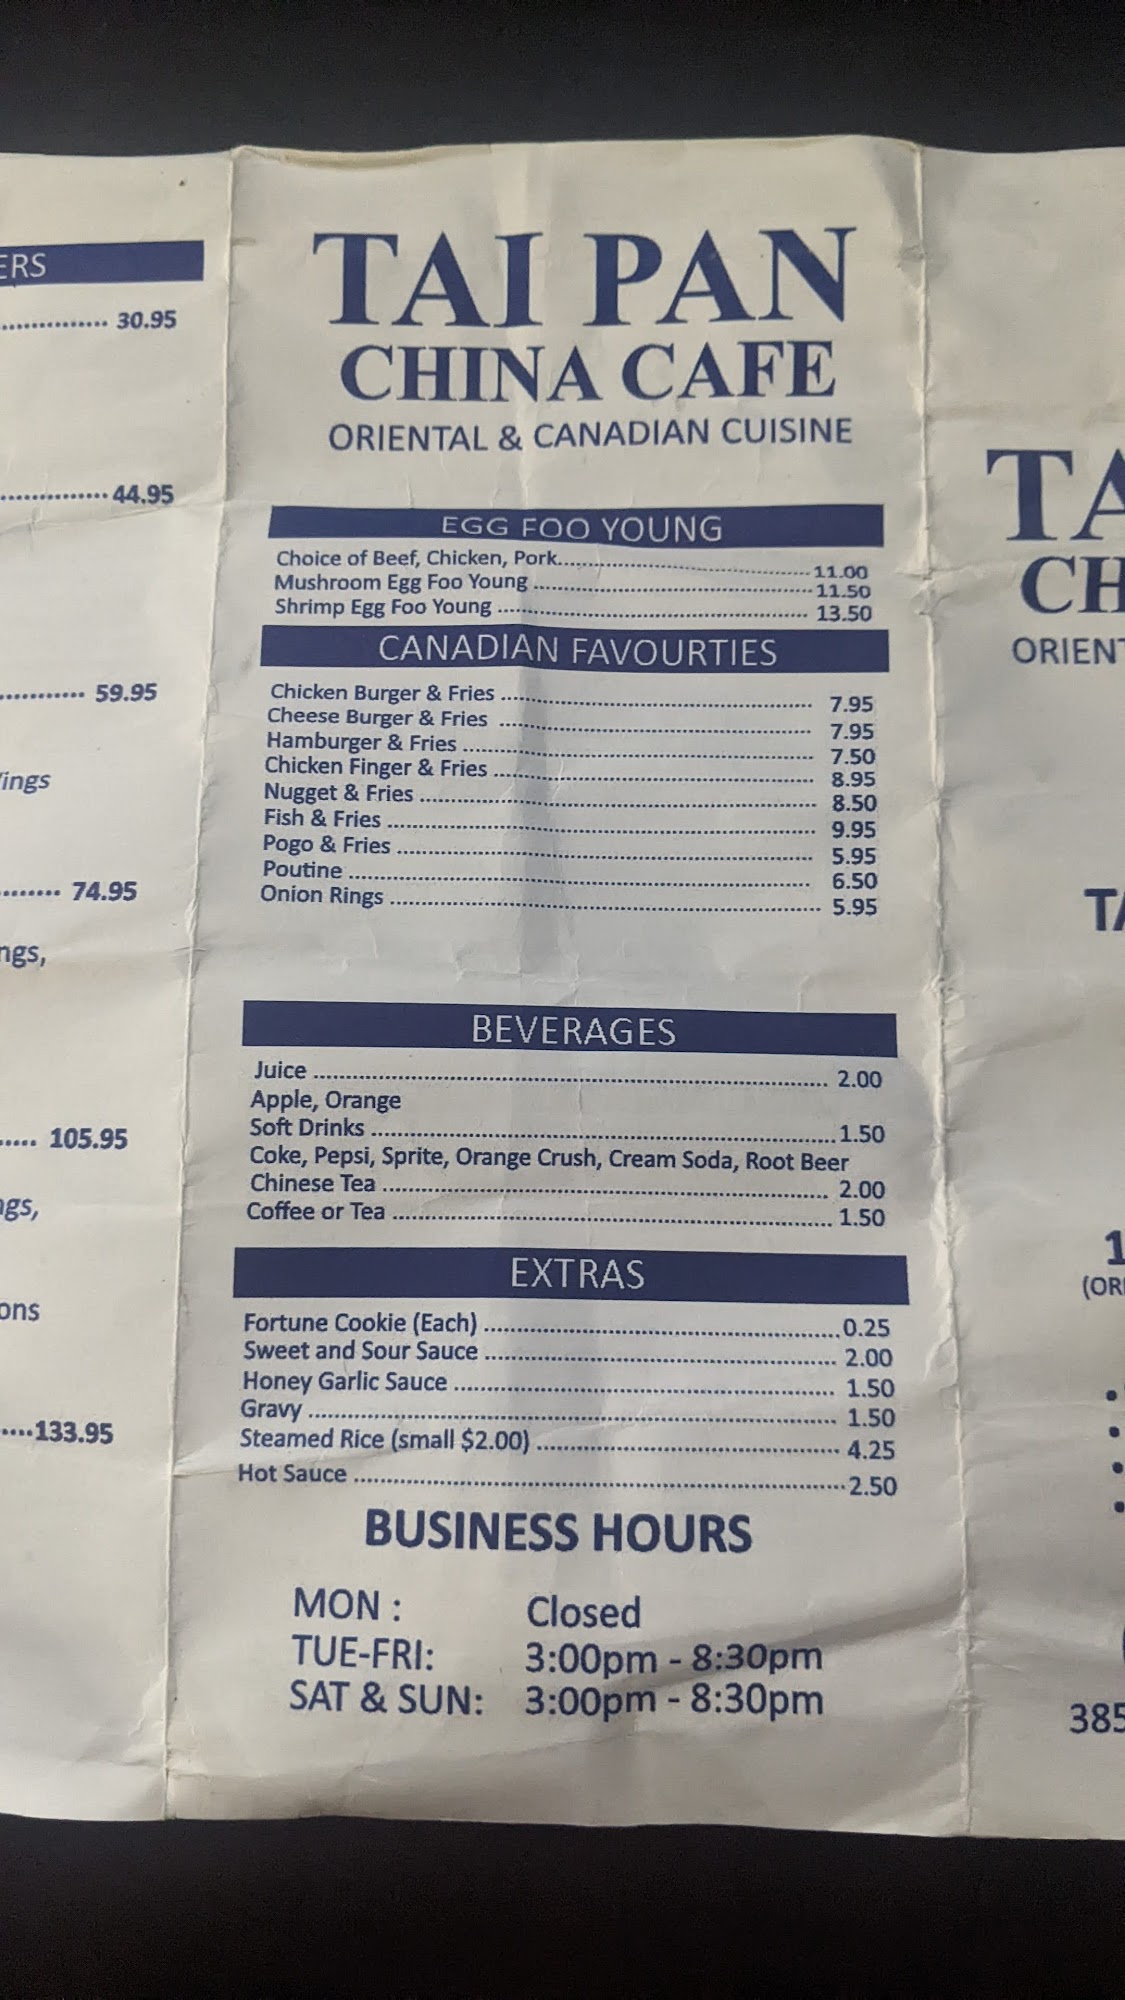 ERS
30.95
44.95
59.95
ings
74.95
ngs,
105.95
gs,
ons
133.95
TAI PAN
CHINA CAFE
ORIENTAL & CANADIAN CUISINE
EGG FOO YOUNG
Choice of Beef, Chicken, Pork 11.00
Mushroom Egg Foo Young 11.50
Shrimp Egg Foo Young 13.50
CANADIAN FAVOURTIES
Chicken Burger & Fries 7.95
Cheese Burger & Fries 7.95
Hamburger & Fries 7.50
Chicken Finger & Fries 8.95
Nugget & Fries 8.50
Fish & Fries 9.95
Pogo & Fries 5.95
Poutine 6.50
Onion Rings 5.95
BEVERAGES
Juice 2.00
Apple, Orange
Soft Drinks 1.50
Coke, Pepsi, Sprite, Orange Crush, Cream Soda, Root Beer
Chinese Tea 2.00
Coffee or Tea 1.50
EXTRAS
Fortune Cookie (Each) 0.25
Sweet and Sour Sauce 2.00
Honey Garlic Sauce 1.50
Gravy 1.50
Steamed Rice (small $2.00) 4.25
Hot Sauce 2.50
BUSINESS HOURS
MON : Closed
TUE-FRI: 3:00pm - 8:30pm
SAT & SUN: 3:00pm - 8:30pm
TA
CH
ORIENT
TA
1
(OR
385